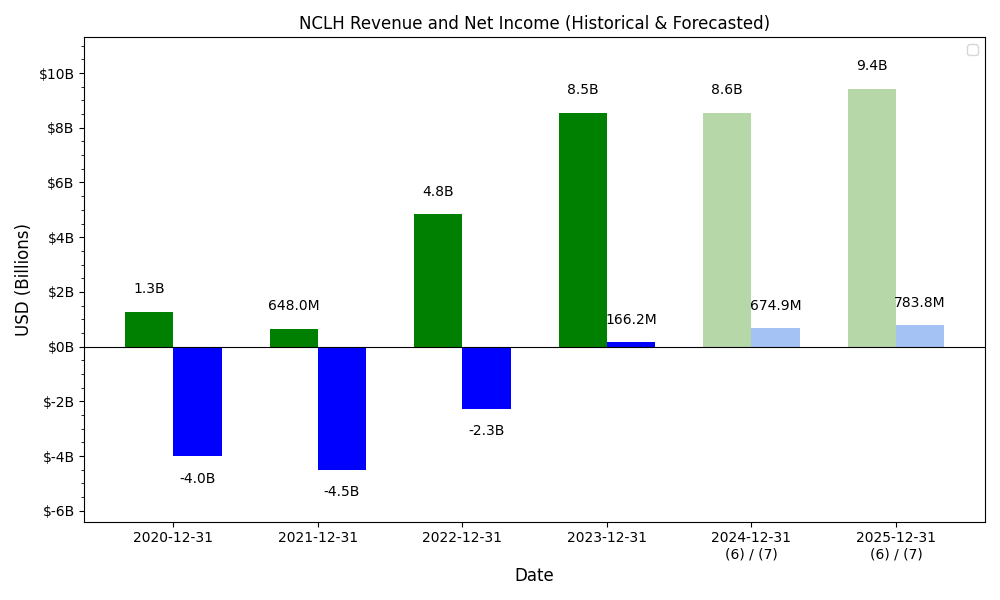 NCLH Revenue and Net Income (Historical & Forecasted)
USD (Billions)
$10B
$8B
$6B
$4B
$2B
$0B
$-2B
$-4B
$-6B
1.3B
-4.0B
648.0M
-4.5B
4.8B
-2.3B
8.5B
166.2M
8.6B
674.9M
9.4B
783.8M
2020-12-31
2021-12-31
2022-12-31
2023-12-31
2024-12-31
(6) / (7)
2025-12-31
(6) / (7)
Date